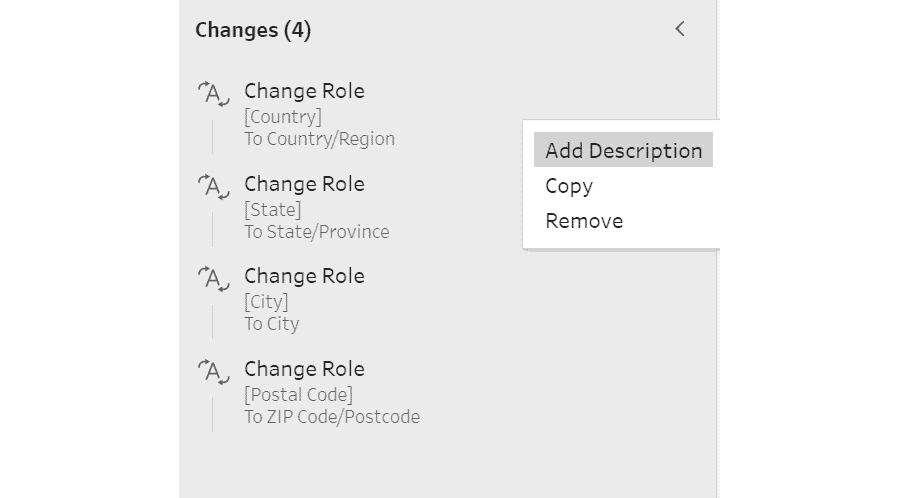 Changes (4)
Change Role
[Country]
To Country/Region
Change Role
[State]
To State/Province
Change Role
[City]
To City
Change Role
[Postal Code]
To ZIP Code/Postcode
Add Description
Copy
Remove